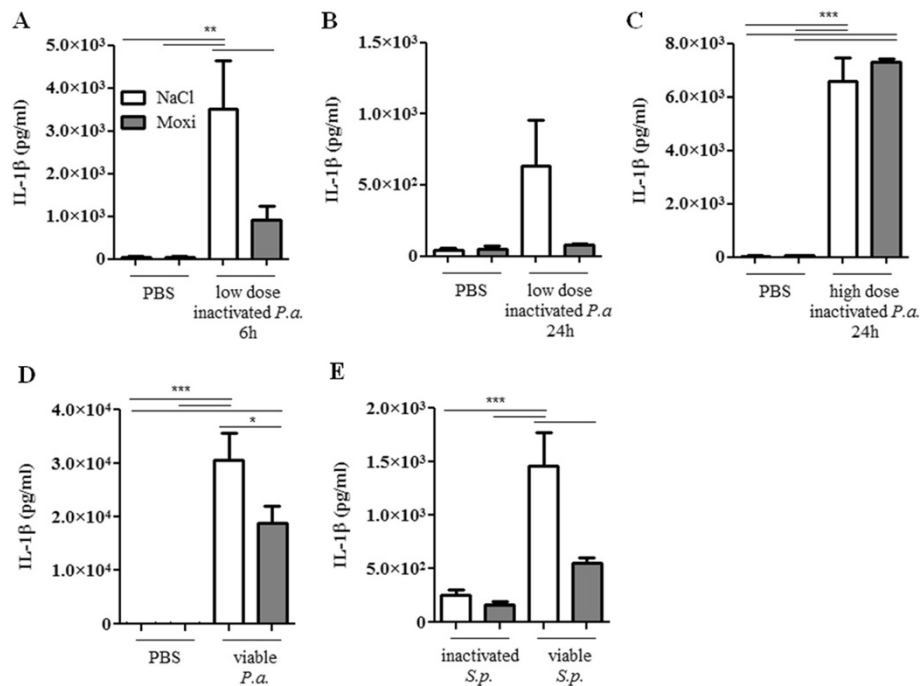 A
**
5.0×10³
4.0×10³
3.0×10³
2.0×10³
1.0×10³
0
IL-1β (pg/ml)
NaCl
Moxi
PBS
low dose
inactivated P.a.
6h
B
1.5×10³
1.0×10³
5.0×10²
0
IL-1β (pg/ml)
PBS
low dose
inactivated P.a
24h
C
***
8.0×10³
6.0×10³
4.0×10³
2.0×10³
0
IL-1β (pg/ml)
PBS
high dose
inactivated P.a.
24h
D
***
*
4.0×10⁴
3.0×10⁴
2.0×10⁴
1.0×10⁴
0
IL-1β (pg/ml)
PBS
viable
P.a.
E
***
2.0×10³
1.5×10³
1.0×10³
5.0×10²
0
IL-1β (pg/ml)
inactivated
S.p.
viable
S.p.